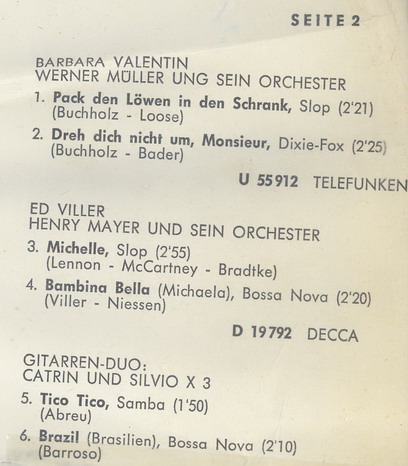 SEITE 2
BARBARA VALENTIN
WERNER MÜLLER UNG SEIN ORCHESTER
1. Pack den Löwen in den Schrank, Slop (2'21)
(Buchholz - Loose)
2. Dreh dich nicht um, Monsieur, Dixie-Fox (2'25)
(Buchholz - Bader)
U 55912 TELEFUNKEN
ED VILLER
HENRY MAYER UND SEIN ORCHESTER
3. Michelle, Slop (2'55)
(Lennon - McCartney - Bradtke)
4. Bambina Bella (Michaela), Bossa Nova (2'20)
(Viller - Niessen)
D 19792 DECCA
GITARREN-DUO:
CATRIN UND SILVIO X 3
5. Tico Tico, Samba (1'50)
(Abreu)
6. Brazil (Brasilien), Bossa Nova (2'10)
(Barroso)